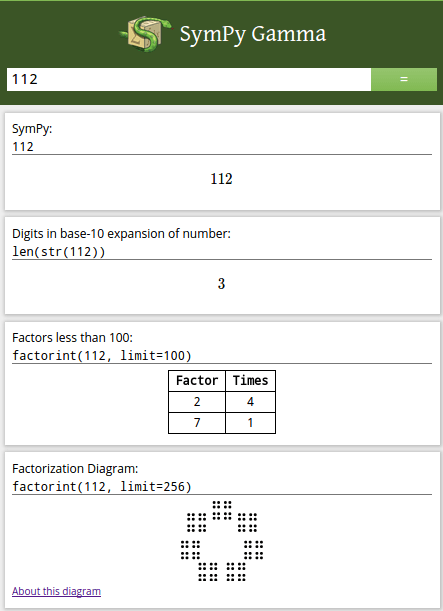 SymPy Gamma
112
=
SymPy:
112
112
Digits in base-10 expansion of number:
len(str(112))
3
Factors less than 100:
factorint(112, limit=100)
Factor Times
2 4
7 1
Factorization Diagram:
factorint(112, limit=256)
About this diagram